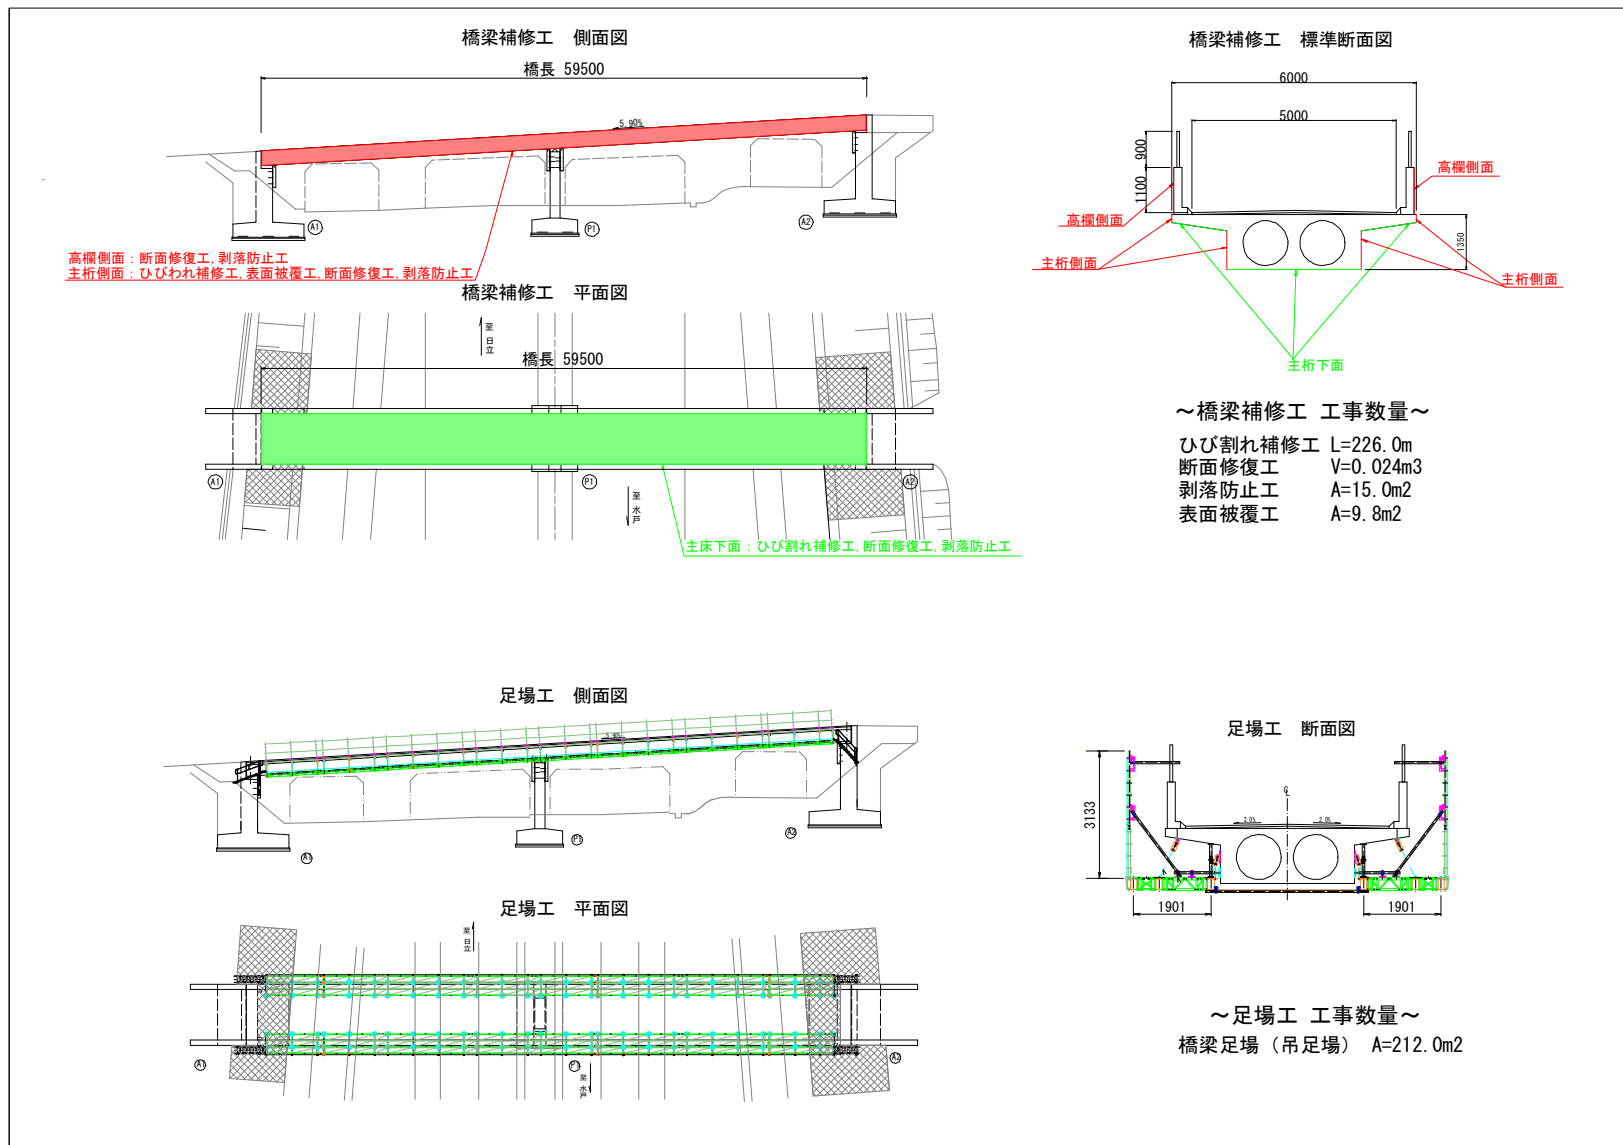 橋梁補修工 側面図
橋長 59500
5.90%
A1
P1
A2
高欄側面：断面修復工,剥落防止工
主桁側面：ひびわれ補修工,表面被覆工,断面修復工,剥落防止工
橋梁補修工 平面図
至 日立
橋長 59500
A1
P1
A2
至 水戸
主床下面：ひび割れ補修工,断面修復工,剥落防止工
橋梁補修工 標準断面図
6000
5000
900
1100
1350
高欄側面
高欄側面
主桁側面
主桁側面
主桁下面
～橋梁補修工 工事数量～
ひび割れ補修工 L=226.0m
断面修復工 V=0.024m3
剥落防止工 A=15.0m2
表面被覆工 A=9.8m2
足場工 側面図
5.90%
A1
P1
A2
足場工 平面図
至 日立
A1
P1
A2
至 水戸
足場工 断面図
3133
2.0%
2.0%
1901
1901
～足場工 工事数量～
橋梁足場（吊足場） A=212.0m2